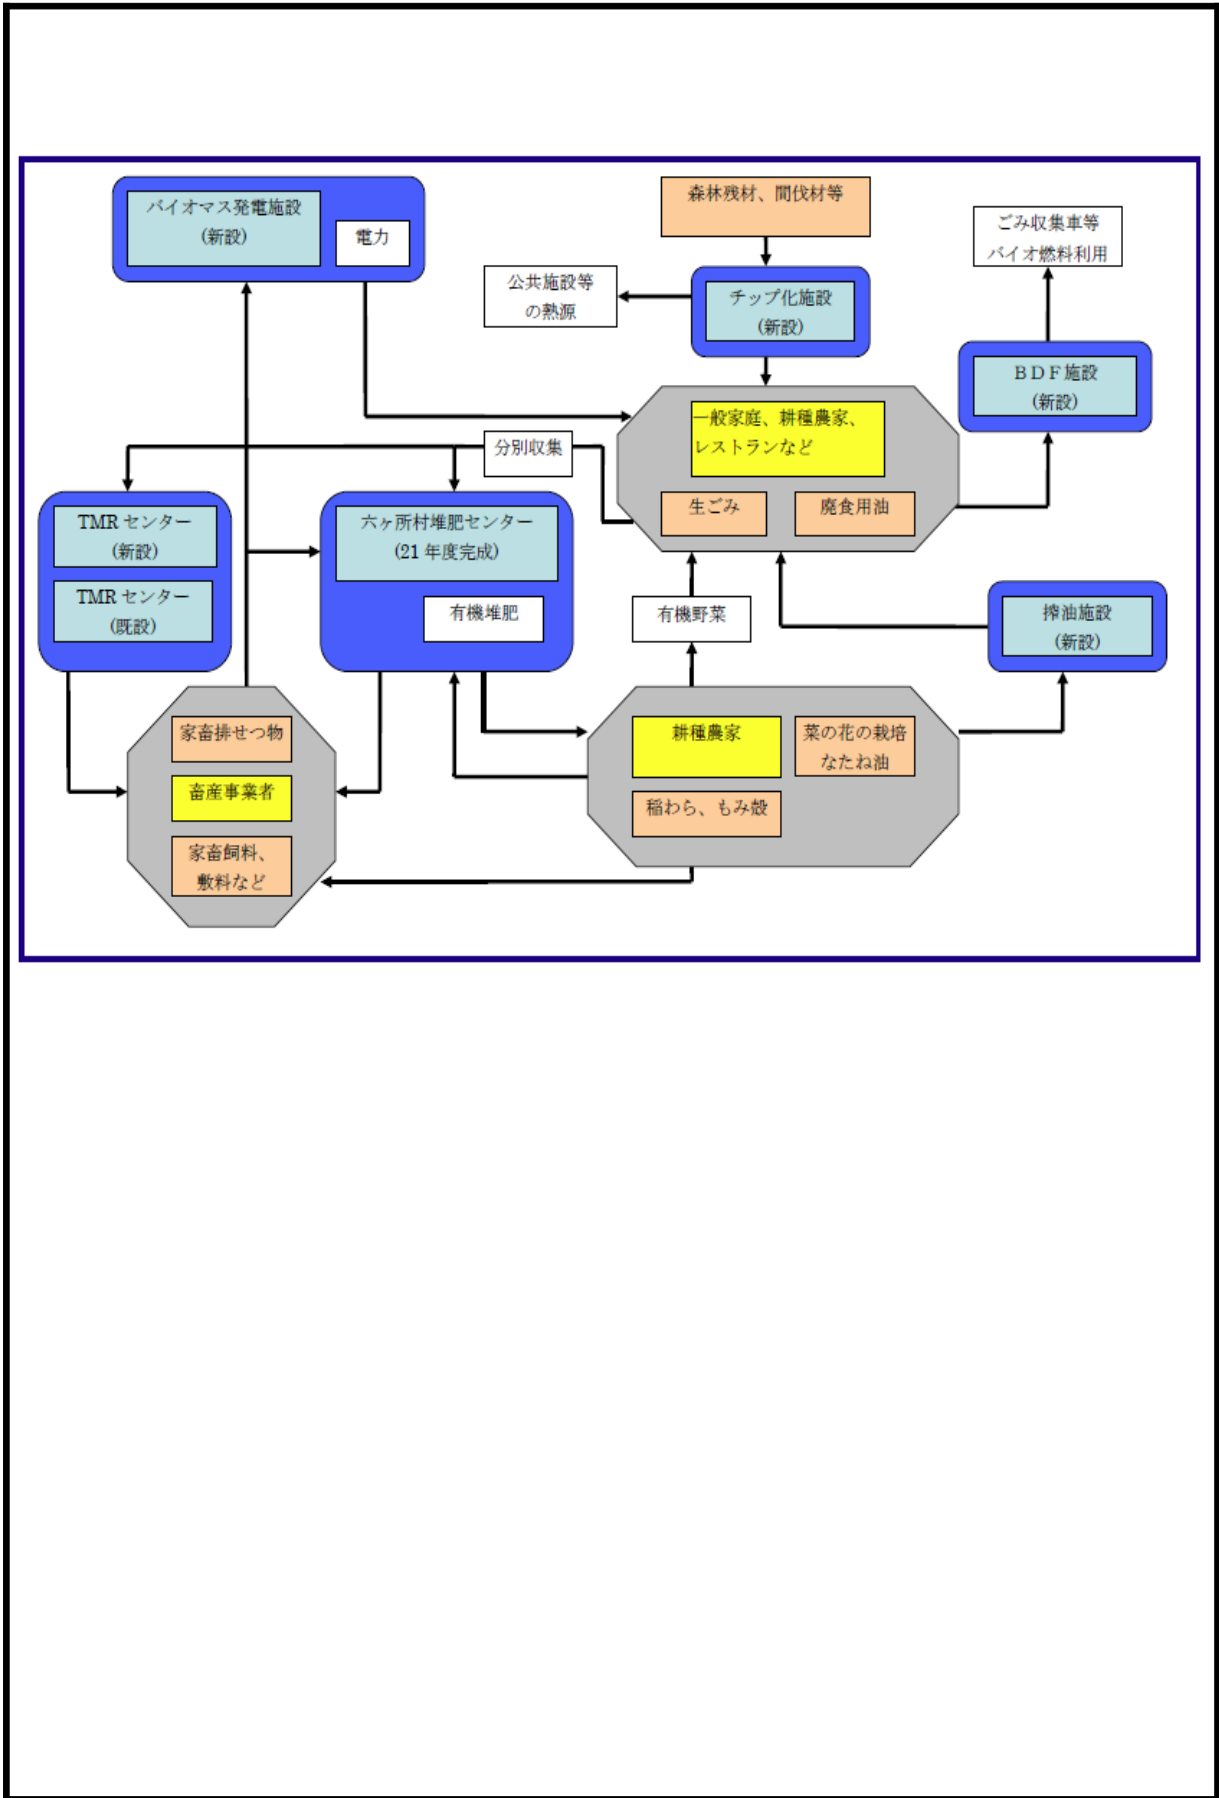 バイオマス発電施設
(新設)
電力
森林残材、間伐材等
ごみ収集車等
バイオ燃料利用
公共施設等
の熱源
チップ化施設
(新設)
ＢＤＦ施設
(新設)
一般家庭、耕種農家、
レストランなど
分別収集
生ごみ
廃食用油
TMR センター
(新設)
TMR センター
(既設)
六ヶ所村堆肥センター
(21 年度完成)
有機堆肥
有機野菜
搾油施設
(新設)
家畜排せつ物
畜産事業者
家畜飼料、
敷料など
耕種農家
菜の花の栽培
なたね油
稲わら、もみ殻